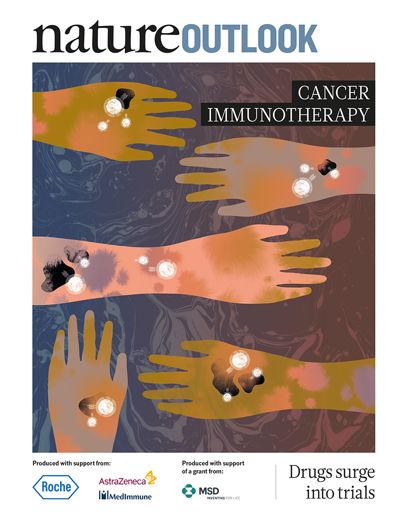 nature OUTLOOK
CANCER
IMMUNOTHERAPY
Produced with support from:
Roche
AstraZeneca
MedImmune
Produced with support
of a grant from:
MSD
INVENTING FOR LIFE
Drugs surge
into trials